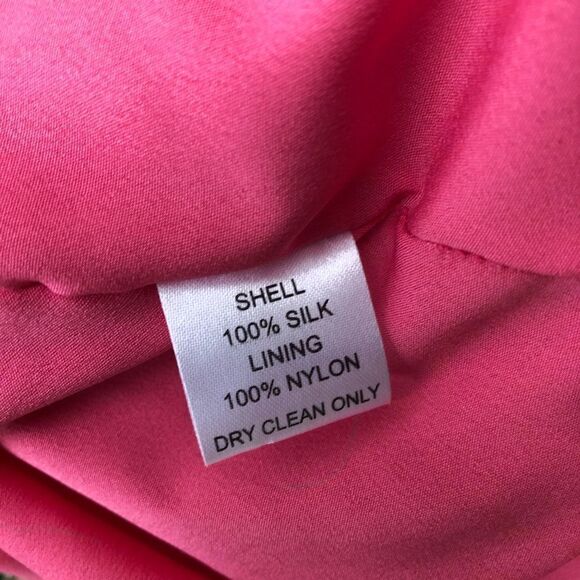 SHELL
100% SILK
LINING
100% NYLON
DRY CLEAN ONLY